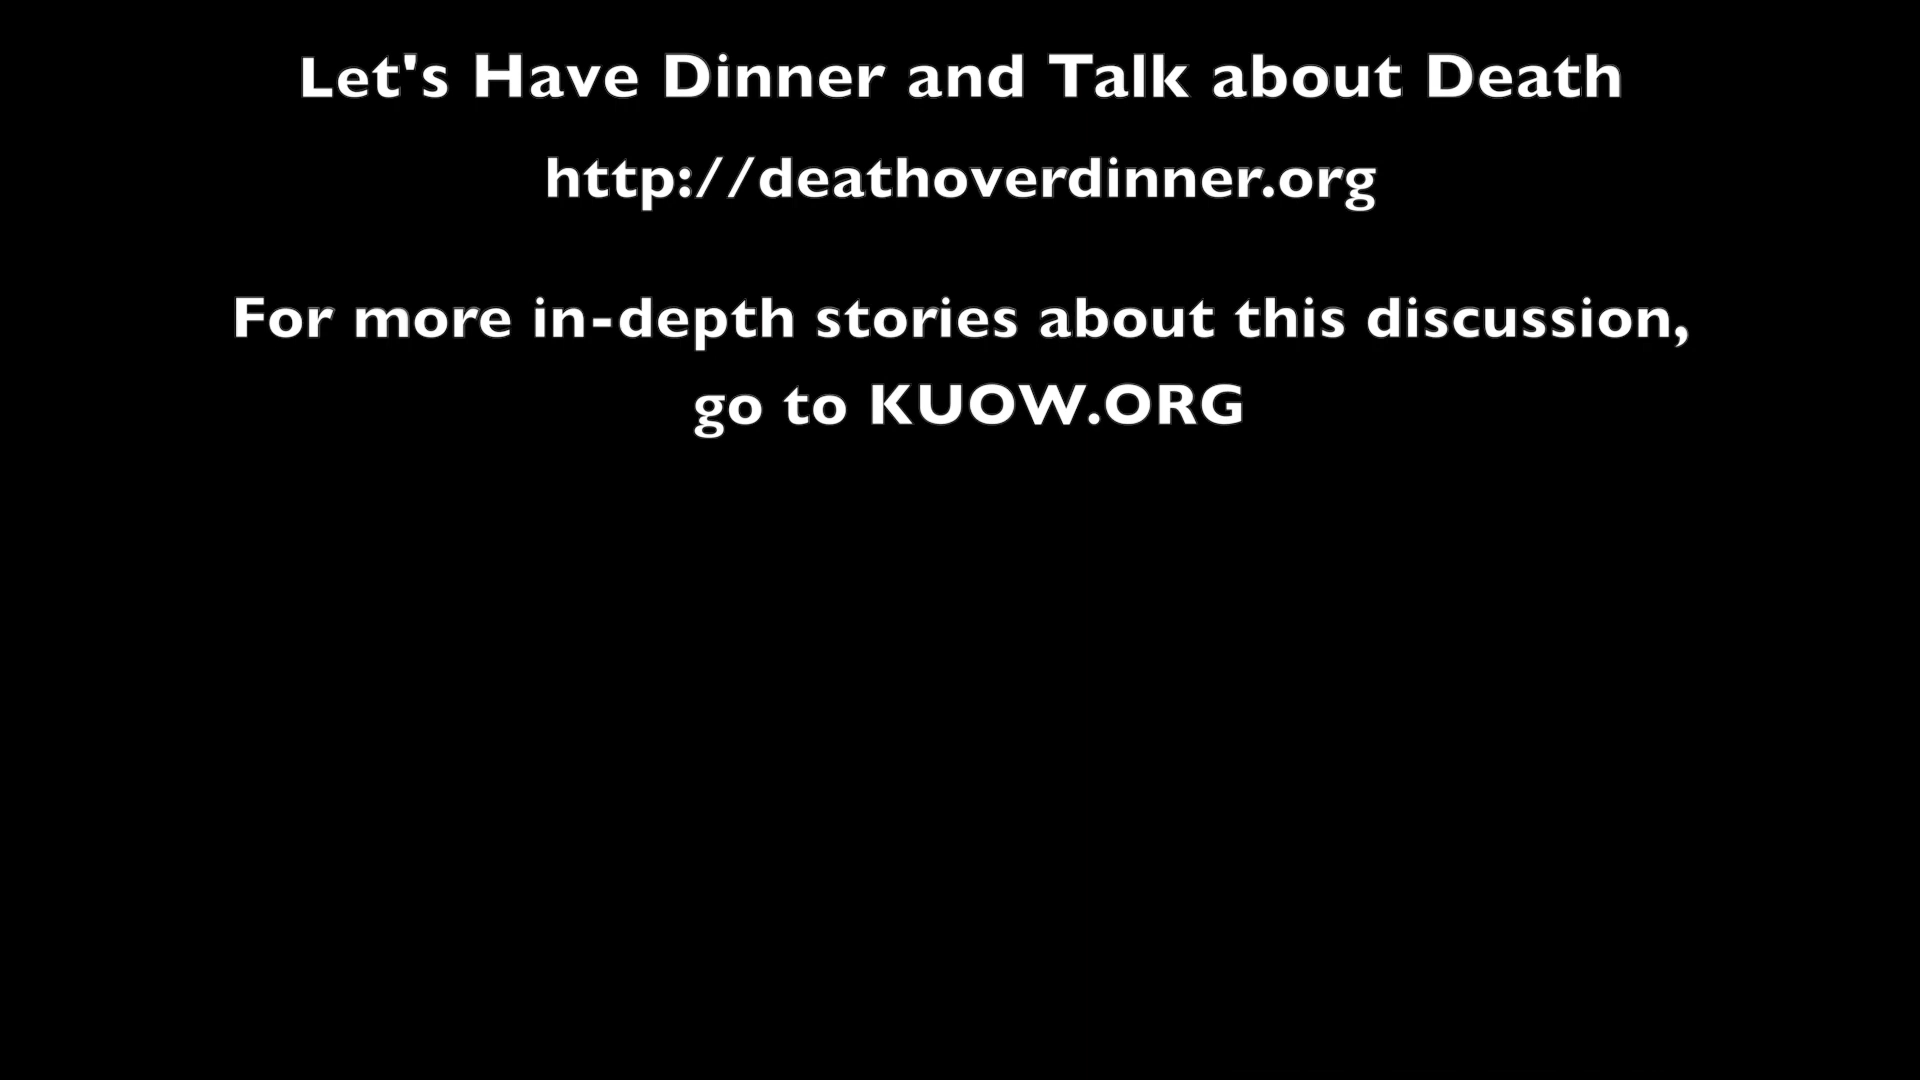 Let's Have Dinner and Talk about Death
http://deathoverdinner.org
For more in-depth stories about this discussion,
go to KUOW.ORG